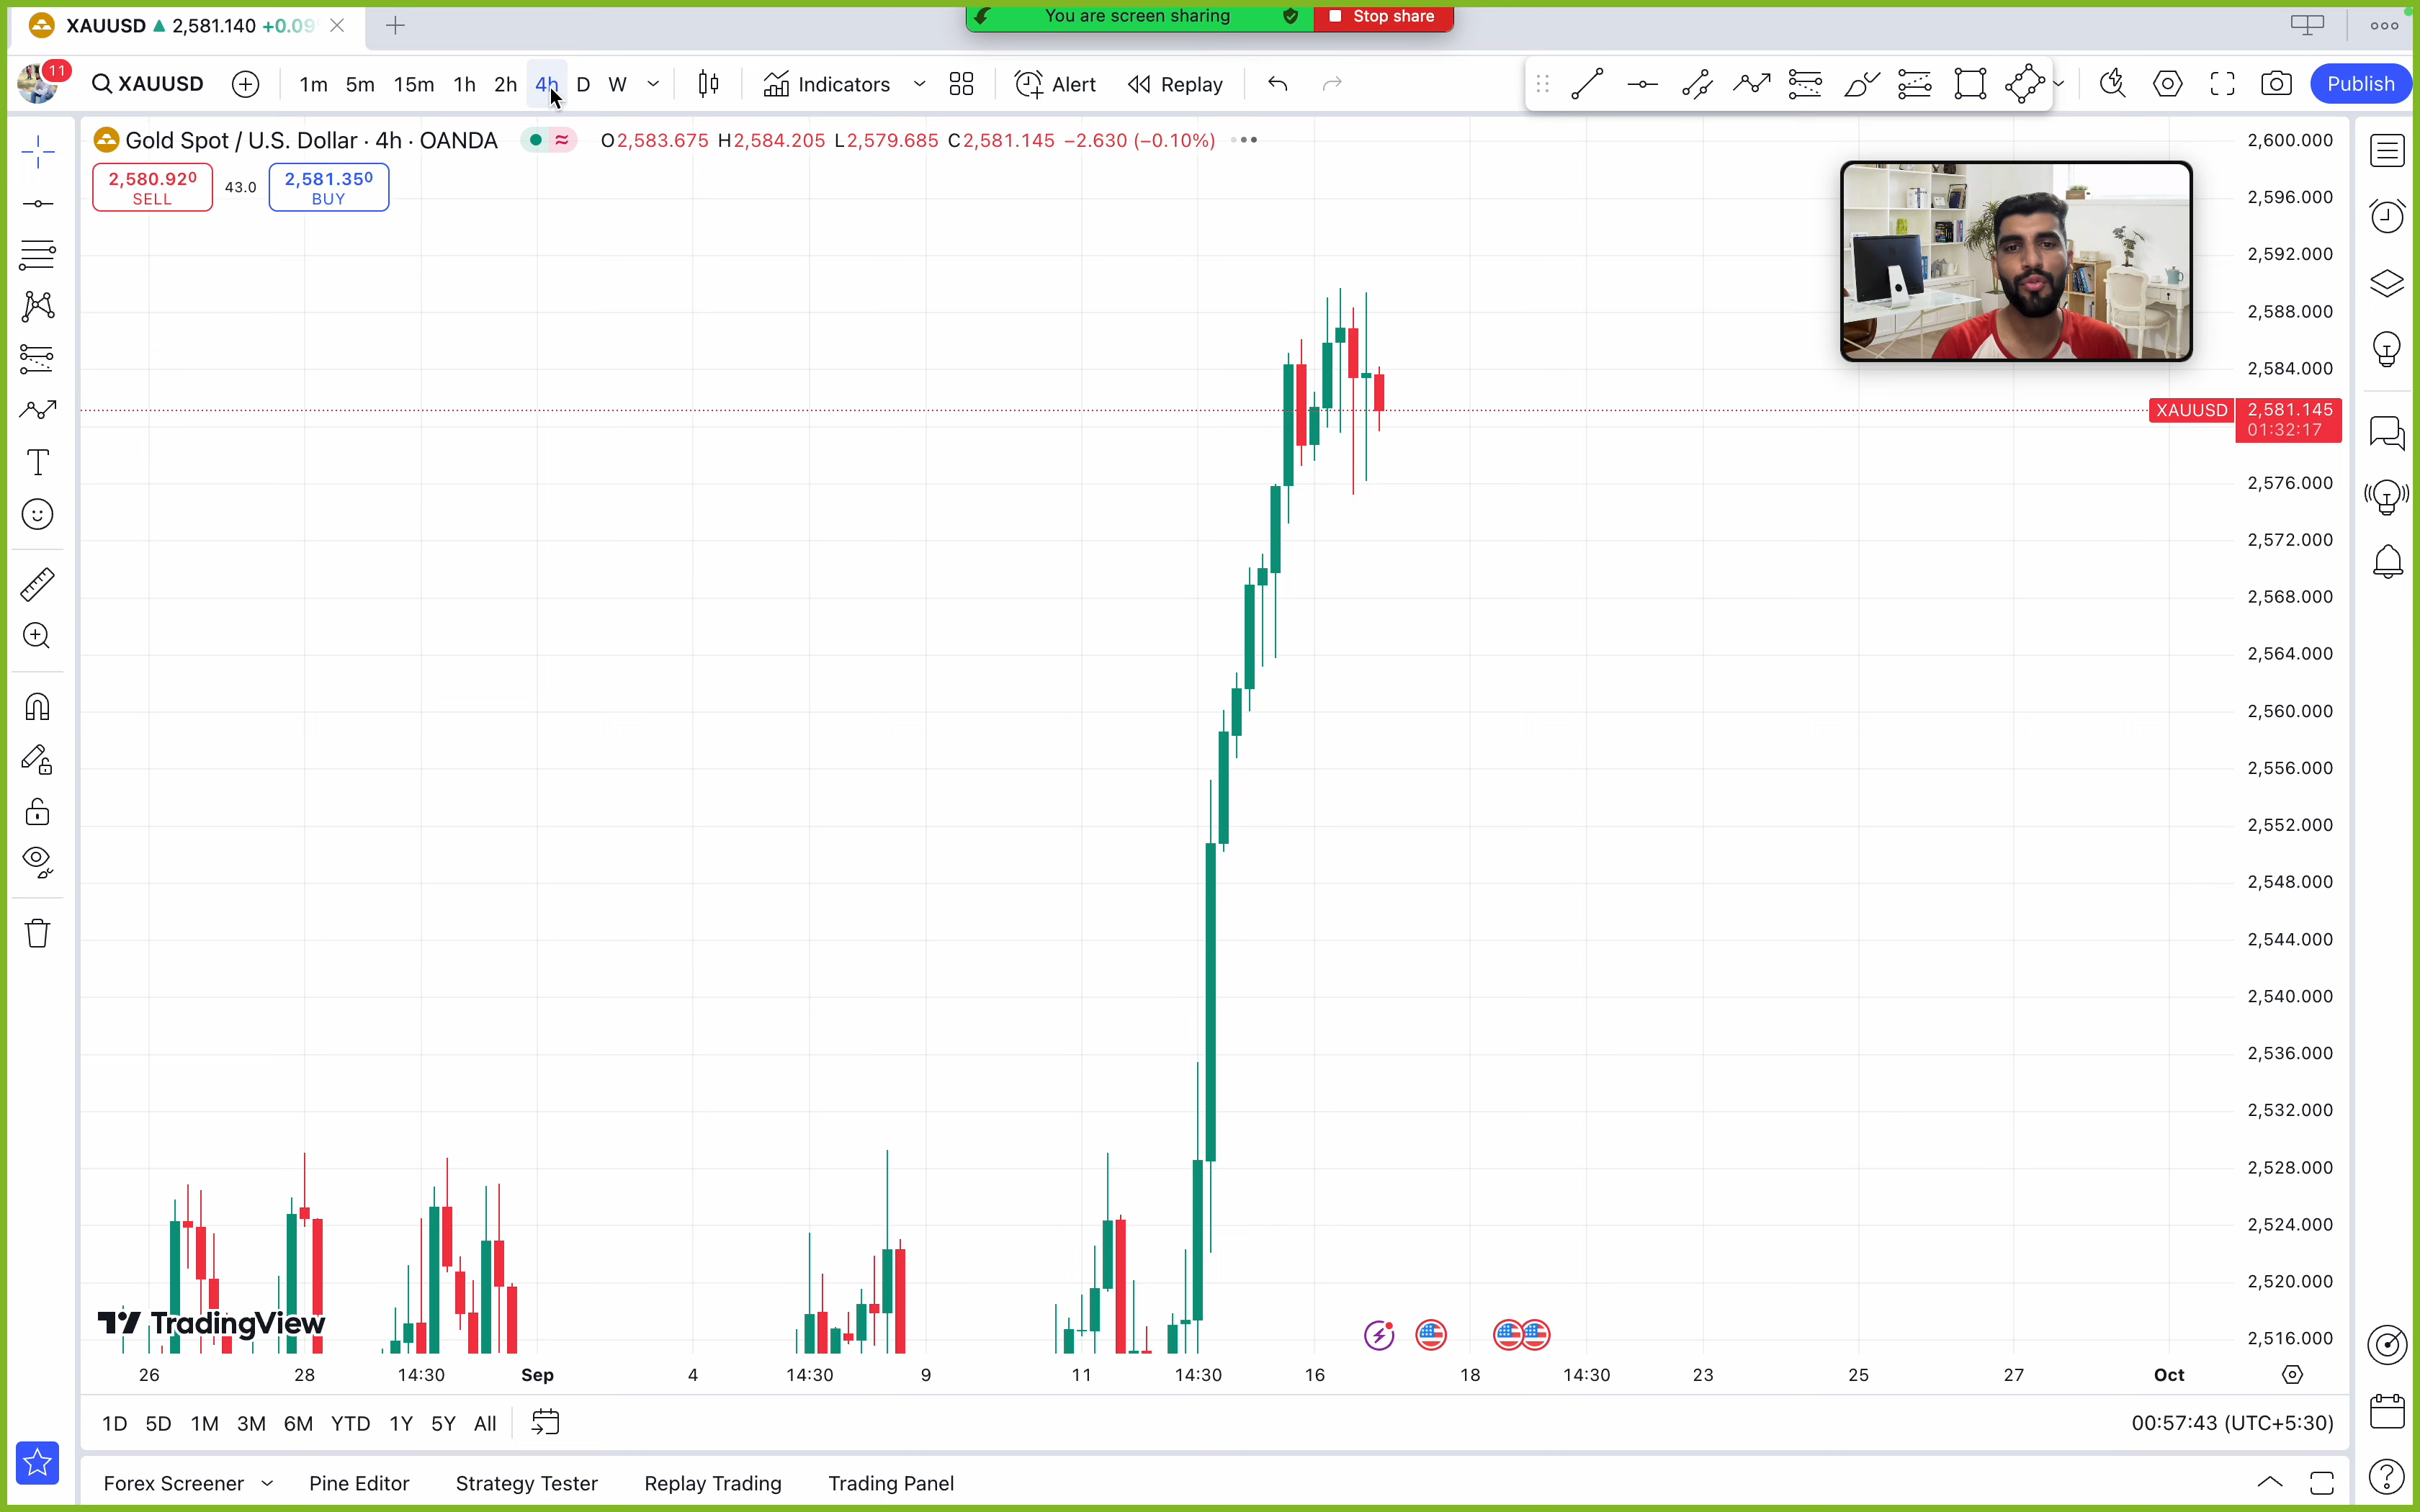 XAUUSD ▲ 2,581.140 +0.09
You are screen sharing
Stop share
11
XAUUSD
1m 5m 15m 1h 2h 4h D W
Indicators
Alert
Replay
Publish
Gold Spot / U.S. Dollar · 4h · OANDA
O2,583.675 H2,584.205 L2,579.685 C2,581.145 −2.630 (−0.10%)
2,580.920
SELL
43.0
2,581.350
BUY
2,600.000
2,596.000
2,592.000
2,588.000
2,584.000
XAUUSD 2,581.145
01:32:17
2,576.000
2,572.000
2,568.000
2,564.000
2,560.000
2,556.000
2,552.000
2,548.000
2,544.000
2,540.000
2,536.000
2,532.000
2,528.000
2,524.000
2,520.000
2,516.000
TradingView
26 28 14:30 Sep 4 14:30 9 11 14:30 16 18 14:30 23 25 27 Oct
1D 5D 1M 3M 6M YTD 1Y 5Y All
00:57:43 (UTC+5:30)
Forex Screener Pine Editor Strategy Tester Replay Trading Trading Panel